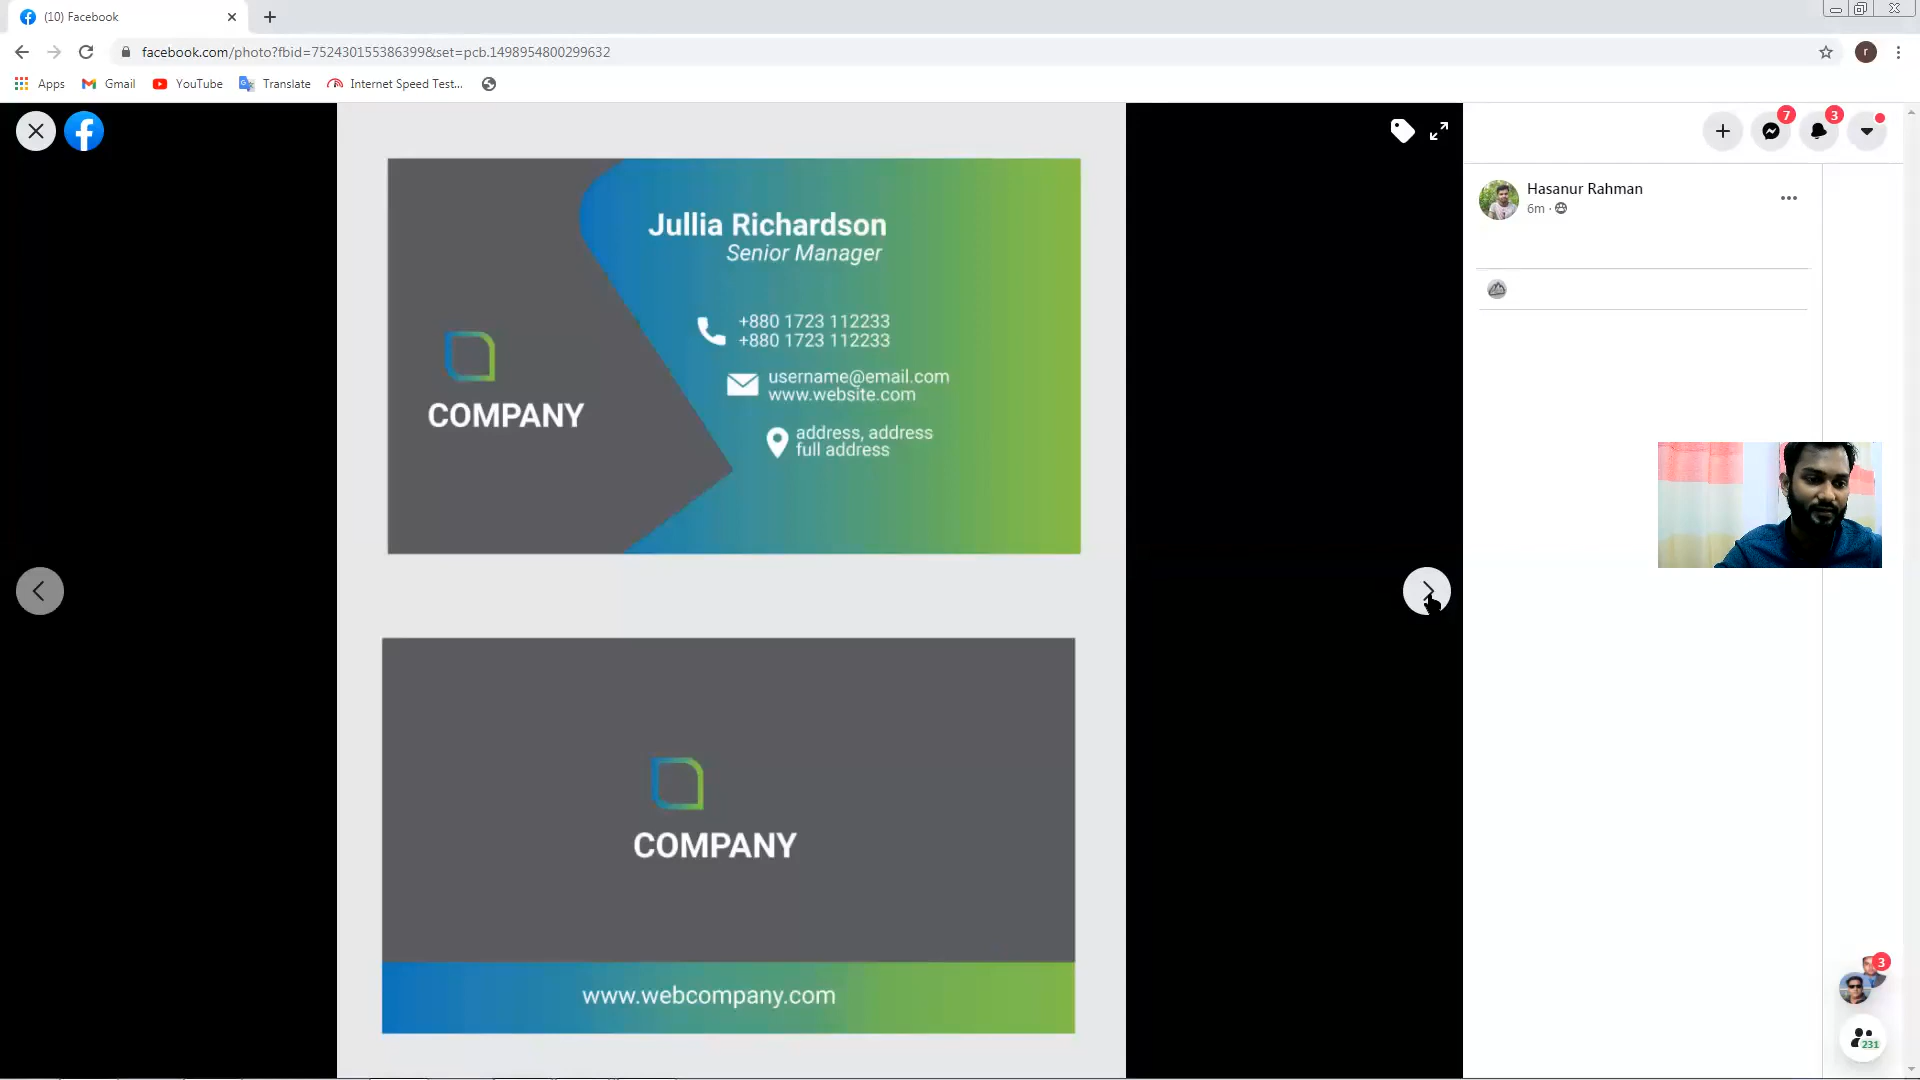 (10) Facebook
facebook.com/photo?fbid=752430155386399&set=pcb.1498954800299632
r
Apps
Gmail
YouTube
Translate
Internet Speed Test...
7
3
Hasanur Rahman
6m
Jullia Richardson
Senior Manager
+880 1723 112233
+880 1723 112233
username@email.com
www.website.com
address, address
full address
COMPANY
COMPANY
www.webcompany.com
3
231